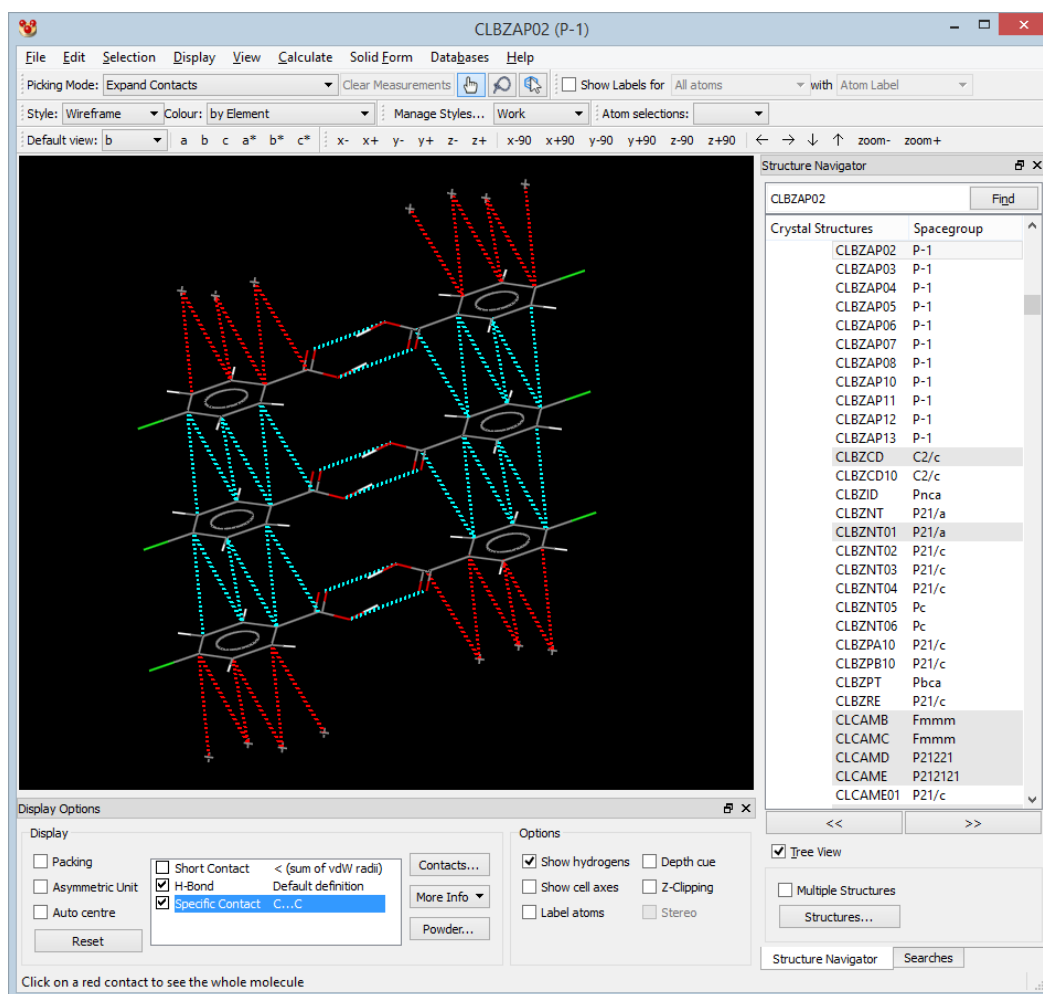 CLBZAP02 (P-1)
File Edit Selection Display View Calculate Solid Form Databases Help
Picking Mode: Expand Contacts Clear Measurements Show Labels for All atoms with Atom Label
Style: Wireframe Colour: by Element Manage Styles... Work Atom selections:
Default view: b a b c a* b* c* x- x+ y- y+ z- z+ x-90 x+90 y-90 y+90 z-90 z+90 ← → ↓ ↑ zoom- zoom+
Structure Navigator
CLBZAP02 Find
Crystal Structures Spacegroup
CLBZAP02 P-1
CLBZAP03 P-1
CLBZAP04 P-1
CLBZAP05 P-1
CLBZAP06 P-1
CLBZAP07 P-1
CLBZAP08 P-1
CLBZAP10 P-1
CLBZAP11 P-1
CLBZAP12 P-1
CLBZAP13 P-1
CLBZCD C2/c
CLBZCD10 C2/c
CLBZID Pnca
CLBZNT P21/a
CLBZNT01 P21/a
CLBZNT02 P21/c
CLBZNT03 P21/c
CLBZNT04 P21/c
CLBZNT05 Pc
CLBZNT06 Pc
CLBZPA10 P21/c
CLBZPB10 P21/c
CLBZPT Pbca
CLBZRE P21/c
CLCAMB Fmmm
CLCAMC Fmmm
CLCAMD P21221
CLCAME P212121
CLCAME01 P21/c
<< >>
Tree View
Multiple Structures
Structures...
Structure Navigator Searches
Display Options
Display
Packing
Asymmetric Unit
Auto centre
Reset
Short Contact < (sum of vdW radii)
H-Bond Default definition
Specific Contact C...C
Contacts...
More Info
Powder...
Options
Show hydrogens Depth cue
Show cell axes Z-Clipping
Label atoms Stereo
Click on a red contact to see the whole molecule